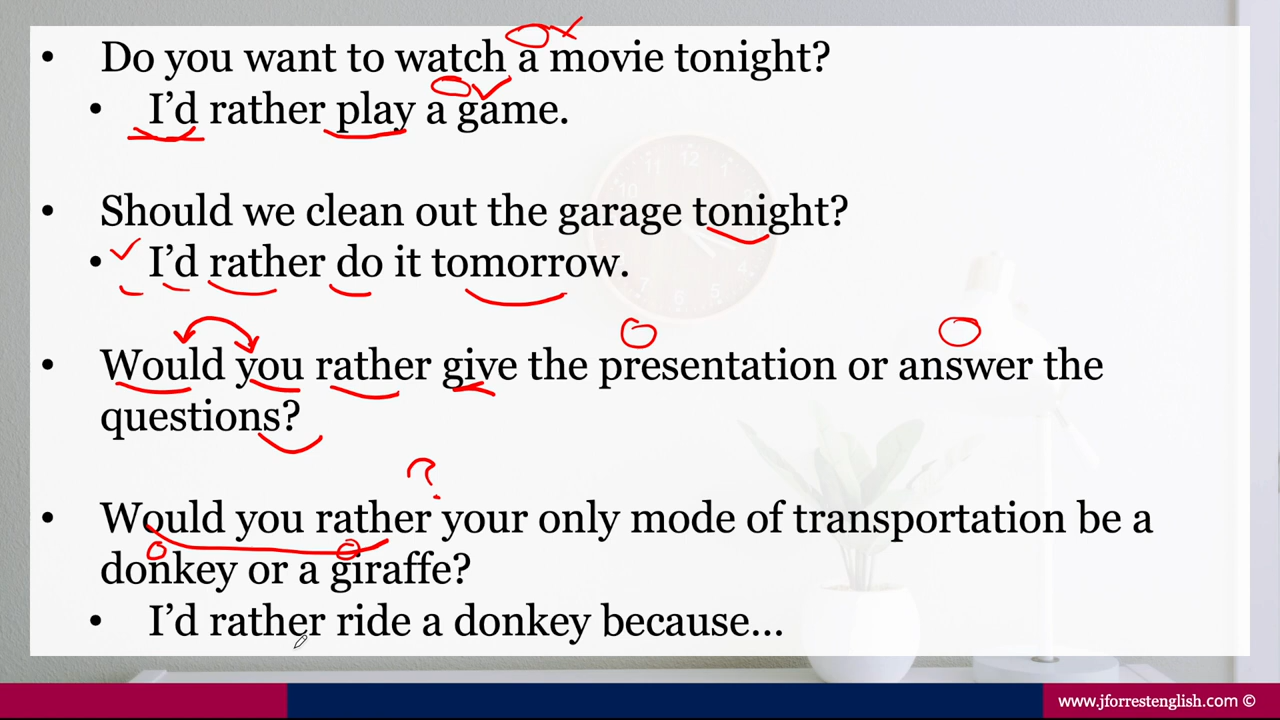 • Do you want to watch a movie tonight?
• I’d rather play a game.
• Should we clean out the garage tonight?
• I’d rather do it tomorrow.
• Would you rather give the presentation or answer the
questions?
?
• Would you rather your only mode of transportation be a
donkey or a giraffe?
• I’d rather ride a donkey because...
www.jforrestenglish.com ©